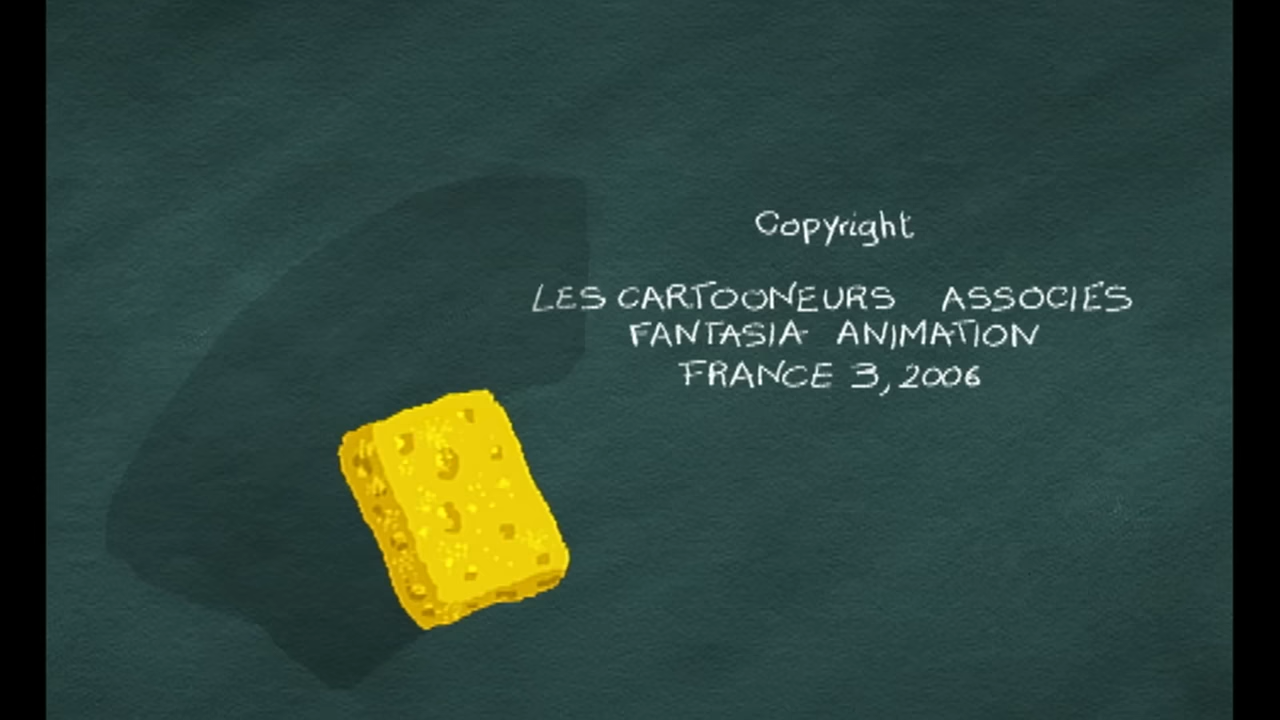 Copyright
LES CARTOONEURS ASSOCIÉS
FANTASIA ANIMATION
FRANCE 3, 2006